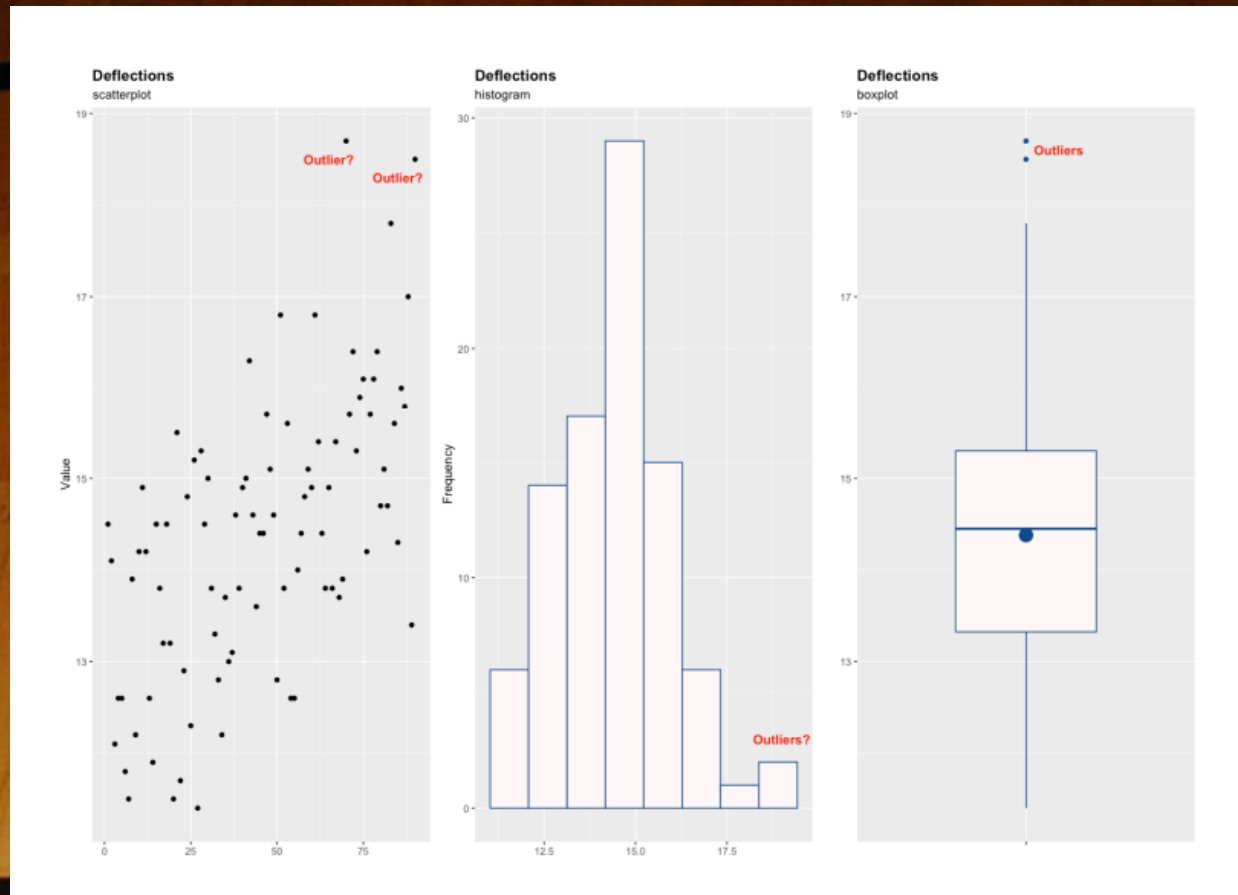 Deflections
scatterplot
19
17
15
13
Value
0
25
50
75
Outlier?
Outlier?
Deflections
histogram
30
20
10
0
Frequency
12.5
15.0
17.5
Outliers?
Deflections
boxplot
19
17
15
13
Outliers